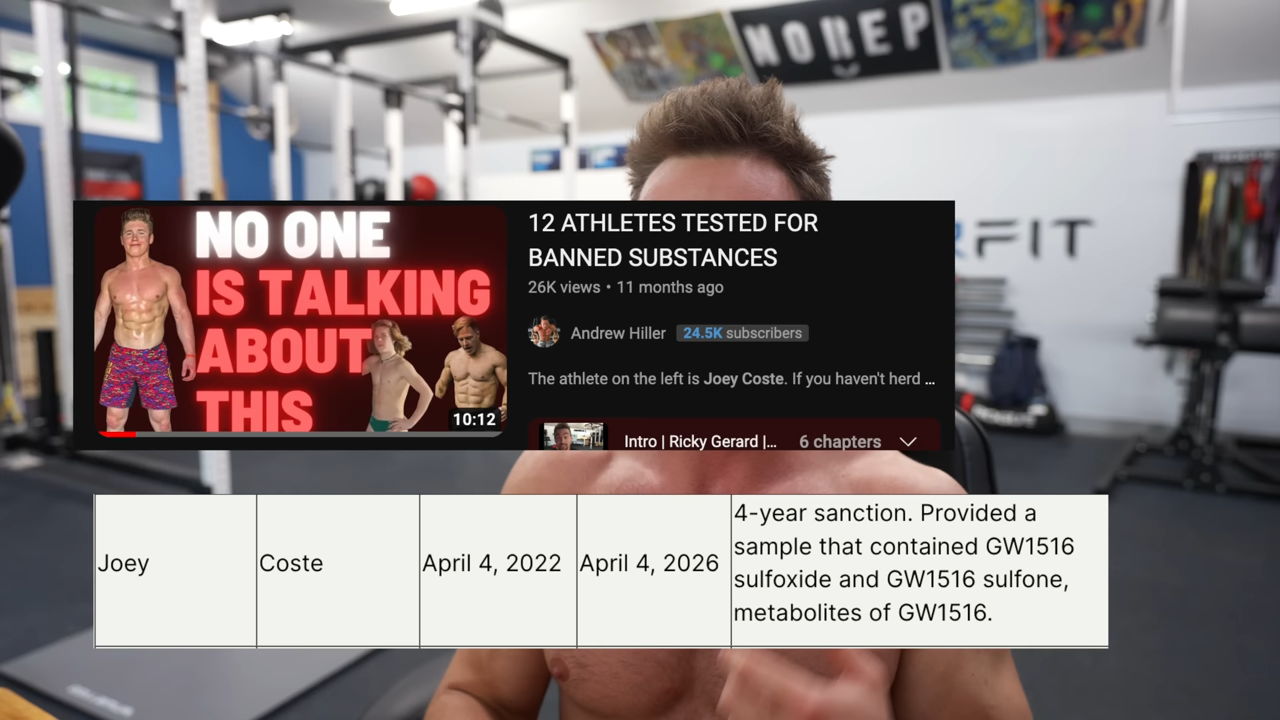 NOREP
RFIT
NO ONE
IS TALKING
ABOUT
THIS
10:12
12 ATHLETES TESTED FOR
BANNED SUBSTANCES
26K views • 11 months ago
Andrew Hiller 24.5K subscribers
The athlete on the left is Joey Coste. If you haven't herd ...
Intro | Ricky Gerard |... 6 chapters
Joey
Coste
April 4, 2022
April 4, 2026
4-year sanction. Provided a
sample that contained GW1516
sulfoxide and GW1516 sulfone,
metabolites of GW1516.